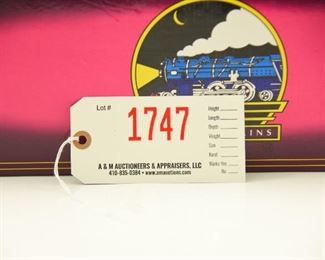 Lot #
1747
Height
Length
Depth
Weight
Size
Karat
Marks Yes
No
A & M AUCTIONEERS & APPRAISERS, LLC
410-835-0384 • www.amauctions.com
INS